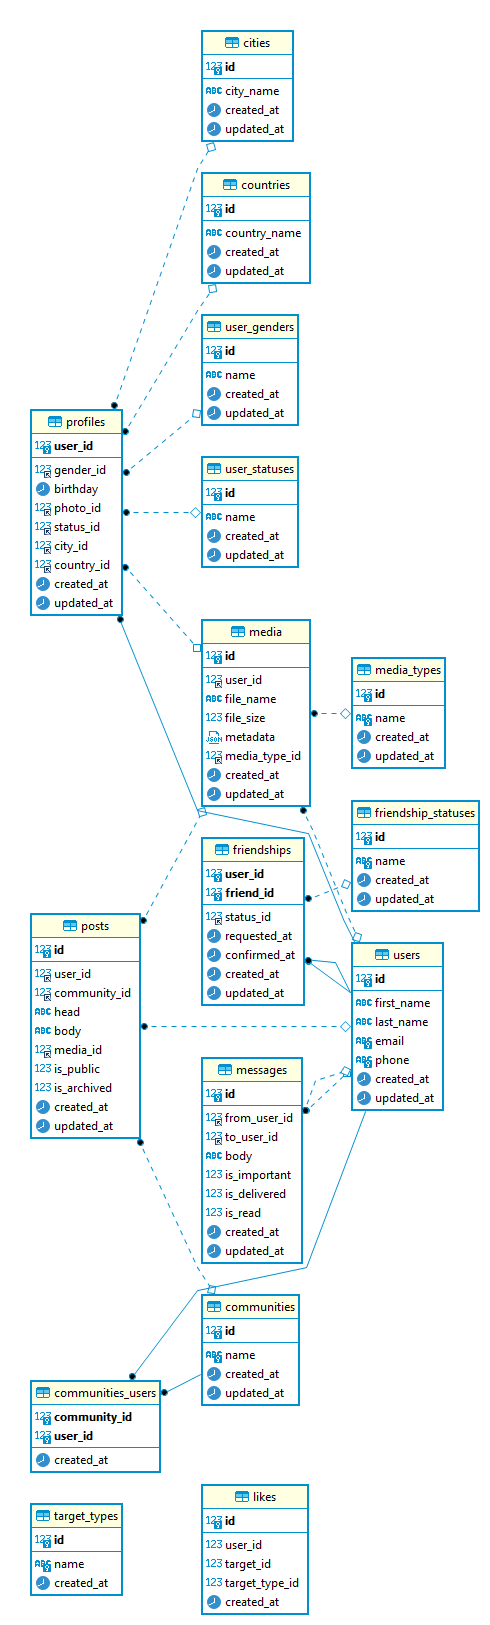 cities
123 id
ABC city_name
created_at
updated_at
countries
123 id
ABC country_name
created_at
updated_at
user_genders
123 id
ABC name
created_at
updated_at
profiles
123 user_id
123 gender_id
birthday
123 photo_id
123 status_id
123 city_id
123 country_id
created_at
updated_at
user_statuses
123 id
ABC name
created_at
updated_at
media
123 id
123 user_id
ABC file_name
123 file_size
JSON metadata
123 media_type_id
created_at
updated_at
media_types
123 id
ABC name
created_at
updated_at
friendship_statuses
123 id
ABC name
created_at
updated_at
friendships
123 user_id
123 friend_id
123 status_id
requested_at
confirmed_at
created_at
updated_at
posts
123 id
123 user_id
123 community_id
ABC head
ABC body
123 media_id
123 is_public
123 is_archived
created_at
updated_at
users
123 id
ABC first_name
ABC last_name
ABC email
ABC phone
created_at
updated_at
messages
123 id
123 from_user_id
123 to_user_id
ABC body
123 is_important
123 is_delivered
123 is_read
created_at
updated_at
communities
123 id
ABC name
created_at
updated_at
communities_users
123 community_id
123 user_id
created_at
target_types
123 id
ABC name
created_at
likes
123 id
123 user_id
123 target_id
123 target_type_id
created_at